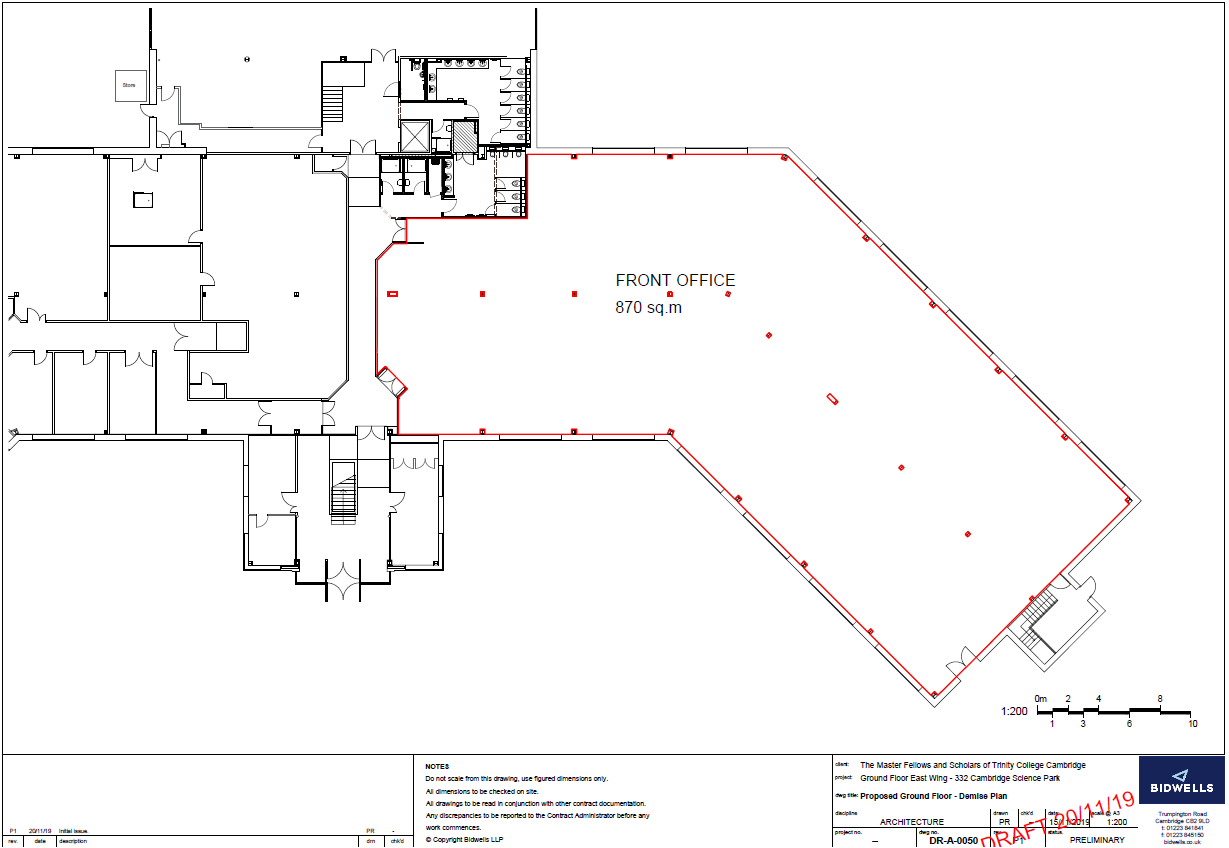 Store
FRONT OFFICE
870 sq.m
0m 2 4 8
1:200
1 3 6 10
NOTES
Do not scale from this drawing, use figured dimensions only.
All dimensions to be checked on site.
All drawings to be read in conjunction with other contract documentation.
Any discrepancies to be reported to the Contract Administrator before any
work commences.
© Copyright Bidwells LLP
P1 20/11/19 Initial issue. PR -
rev. date description drn chk'd
client: The Master Fellows and Scholars of Trinity College Cambridge
project: Ground Floor East Wing - 332 Cambridge Science Park
dwg title: Proposed Ground Floor - Demise Plan
discipline drawn chk'd date scale @ A3
ARCHITECTURE PR - 15/11/2019 1:200
project no. dwg no. status
-- DR-A-0050 P1 PRELIMINARY
DRAFT 20/11/19
BIDWELLS
Trumpington Road
Cambridge CB2 9LD
t: 01223 841841
f: 01223 845150
bidwells.co.uk